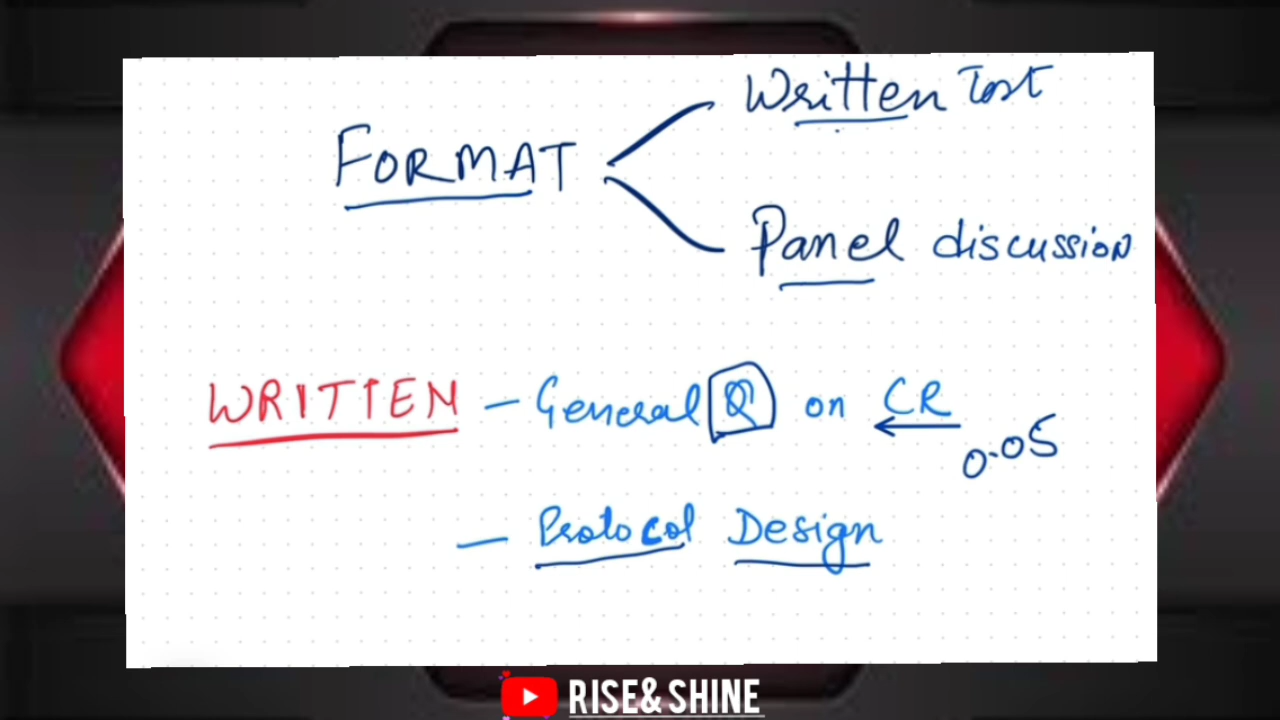 Written Test
FORMAT
Panel discussion
WRITTEN - General Q on CR
0.05
- Protocol Design
RISE& SHINE